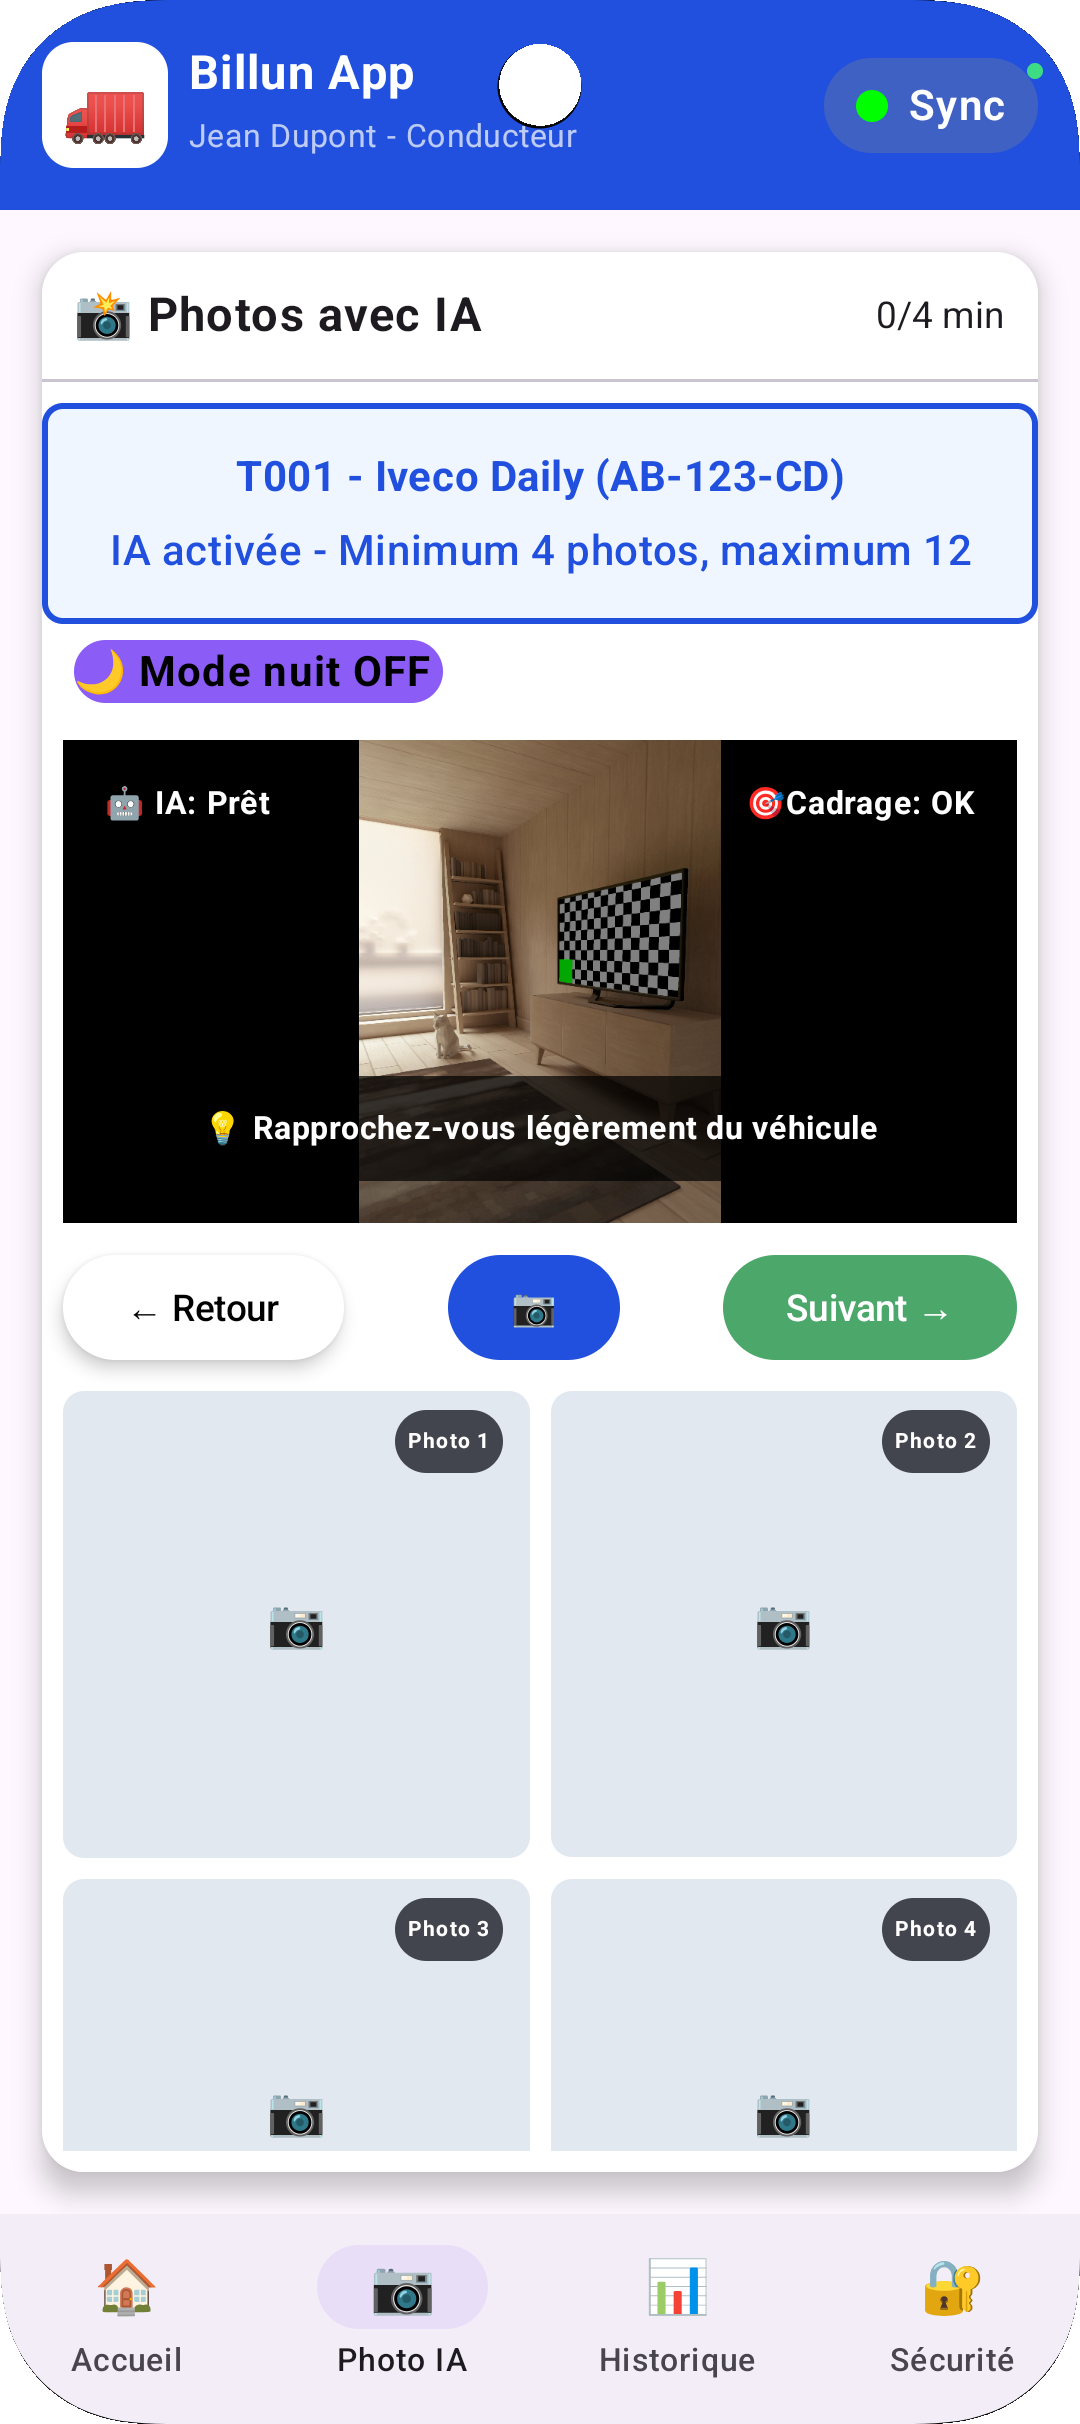 Billun App
Jean Dupont - Conducteur
Sync
Photos avec IA
0/4 min
T001 - Iveco Daily (AB-123-CD)
IA activée - Minimum 4 photos, maximum 12
Mode nuit OFF
IA: Prêt
Cadrage: OK
Rapprochez-vous légèrement du véhicule
← Retour
Suivant →
Photo 1
Photo 2
Photo 3
Photo 4
Accueil
Photo IA
Historique
Sécurité